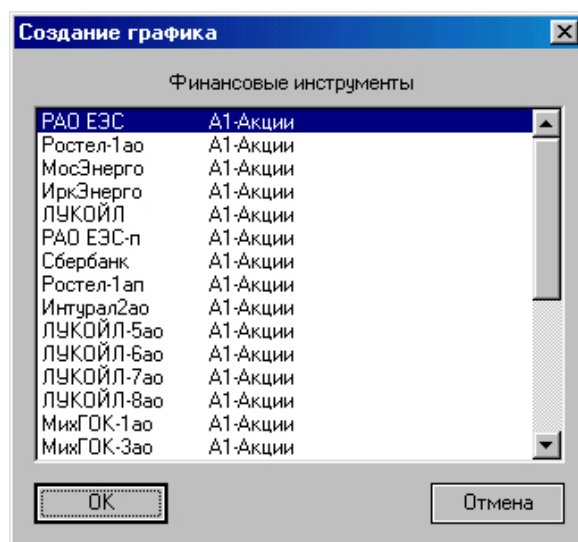 Создание графика
Финансовые инструменты
РАО ЕЭС А1-Акции
Ростел-1ао А1-Акции
МосЭнерго А1-Акции
ИркЭнерго А1-Акции
ЛУКОЙЛ А1-Акции
РАО ЕЭС-п А1-Акции
Сбербанк А1-Акции
Ростел-1ап А1-Акции
Интурал2ао А1-Акции
ЛУКОЙЛ-5ао А1-Акции
ЛУКОЙЛ-6ао А1-Акции
ЛУКОЙЛ-7ао А1-Акции
ЛУКОЙЛ-8ао А1-Акции
МихГОК-1ао А1-Акции
МихГОК-3ао А1-Акции
OK Отмена